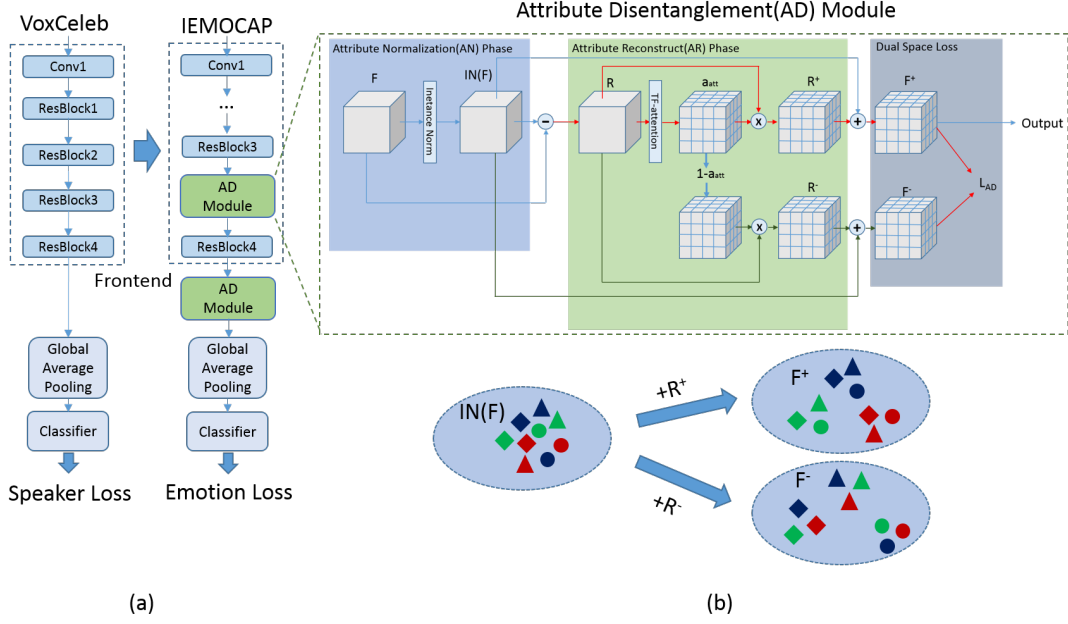 Attribute Disentanglement(AD) Module
VoxCeleb
Conv1
ResBlock1
ResBlock2
ResBlock3
ResBlock4
Global
Average
Pooling
Classifier
Speaker Loss
IEMOCAP
Conv1
...
ResBlock3
AD
Module
ResBlock4
Frontend
AD
Module
Global
Average
Pooling
Classifier
Emotion Loss
Attribute Normalization(AN) Phase
F
Inetance Norm
IN(F)
−
Attribute Reconstruct(AR) Phase
R
TF-attention
aatt
x
R+
+
1-aatt
x
R-
+
Dual Space Loss
F+
F-
LAD
Output
IN(F)
+R+
+R-
F+
F-
(a)
(b)